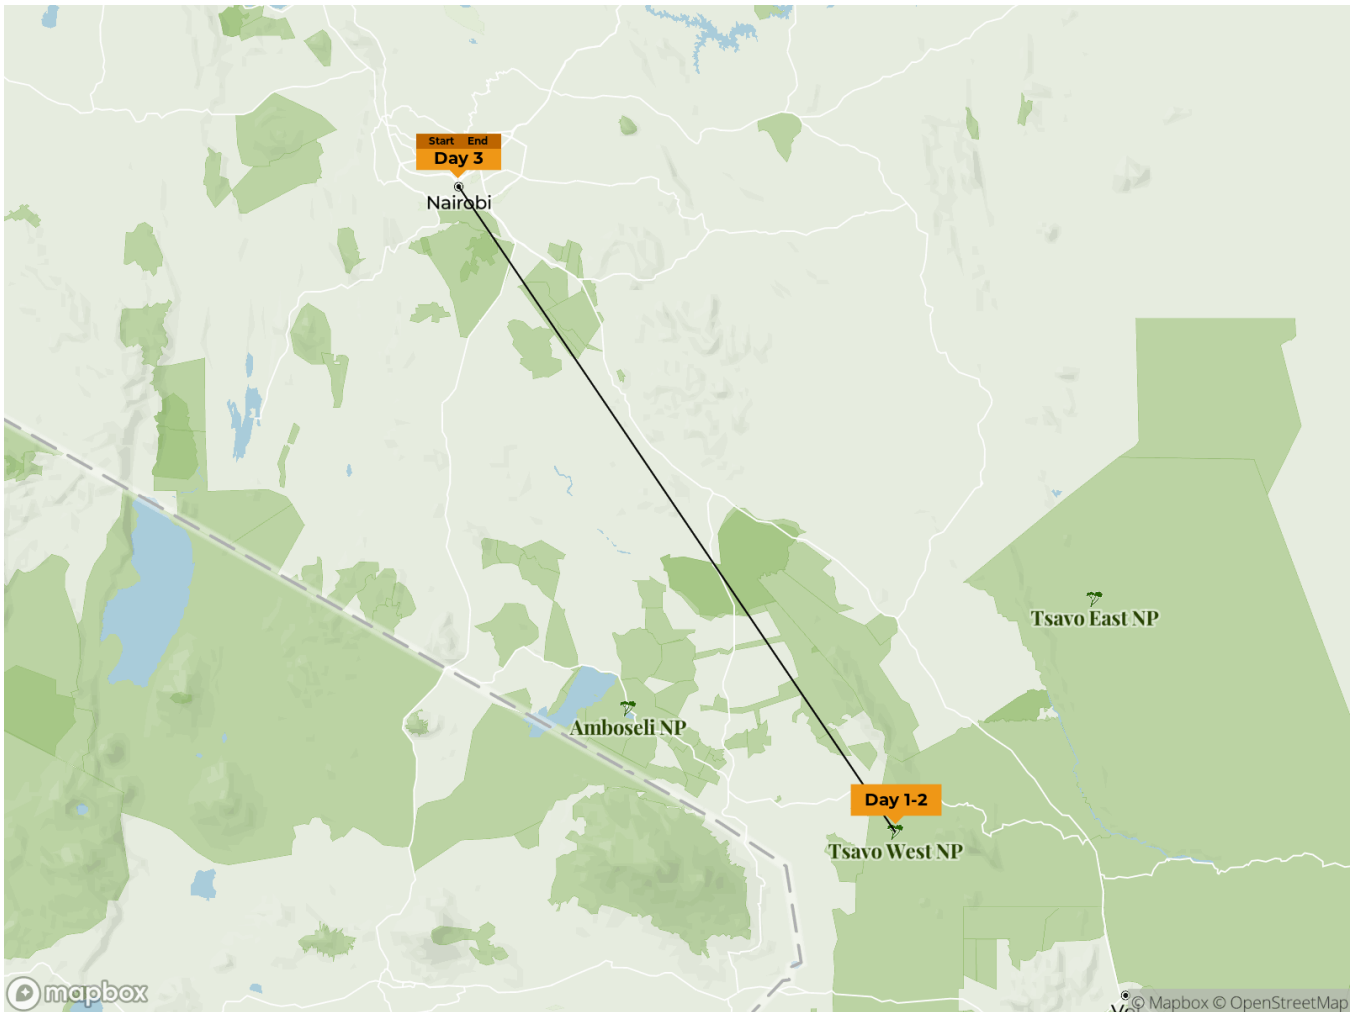 Start End
Day 3
Nairobi
Tsavo East NP
Amboseli NP
Day 1-2
Tsavo West NP
mapbox
© Mapbox © OpenStreetMap